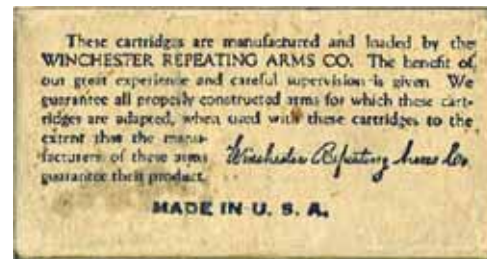 These cartridges are manufactured and loaded by the
WINCHESTER REPEATING ARMS CO. The benefit of
our great experience and careful supervision is given. We
guarantee all properly constructed arms for which these cart-
ridges are adapted, when used with these cartridges to the
extent that the manu-
facturers of these arms
guarantee their product.
Winchester Repeating Arms Co.
MADE IN U. S. A.